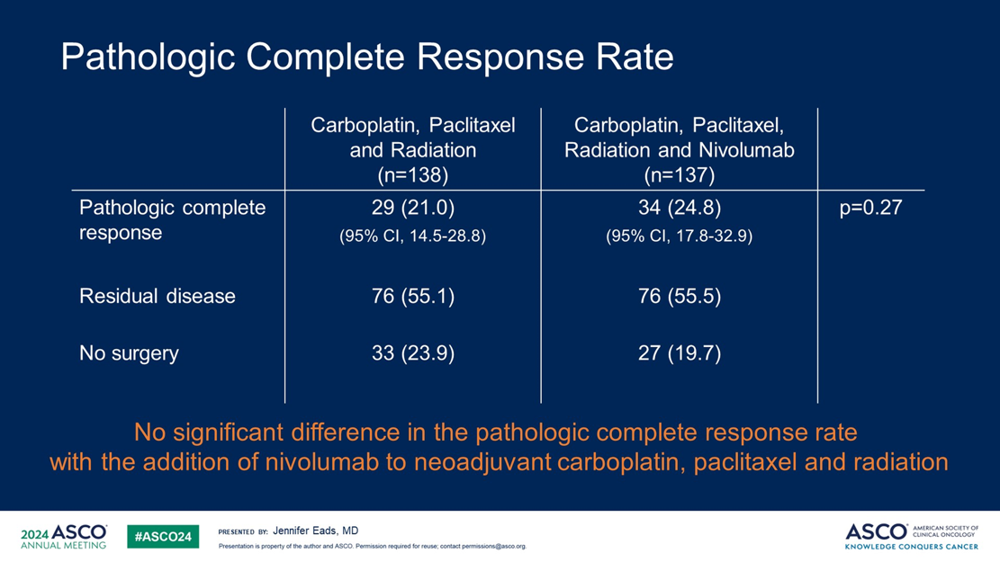 Pathologic Complete Response Rate
Carboplatin, Paclitaxel
and Radiation
(n=138)
Carboplatin, Paclitaxel,
Radiation and Nivolumab
(n=137)
Pathologic complete
response
29 (21.0)
(95% CI, 14.5-28.8)
34 (24.8)
(95% CI, 17.8-32.9)
p=0.27
Residual disease
76 (55.1)
76 (55.5)
No surgery
33 (23.9)
27 (19.7)
No significant difference in the pathologic complete response rate
with the addition of nivolumab to neoadjuvant carboplatin, paclitaxel and radiation
2024 ASCO
ANNUAL MEETING
#ASCO24
PRESENTED BY: Jennifer Eads, MD
Presentation is property of the author and ASCO. Permission required for reuse; contact permissions@asco.org.
ASCO
AMERICAN SOCIETY OF
CLINICAL ONCOLOGY
KNOWLEDGE CONQUERS CANCER